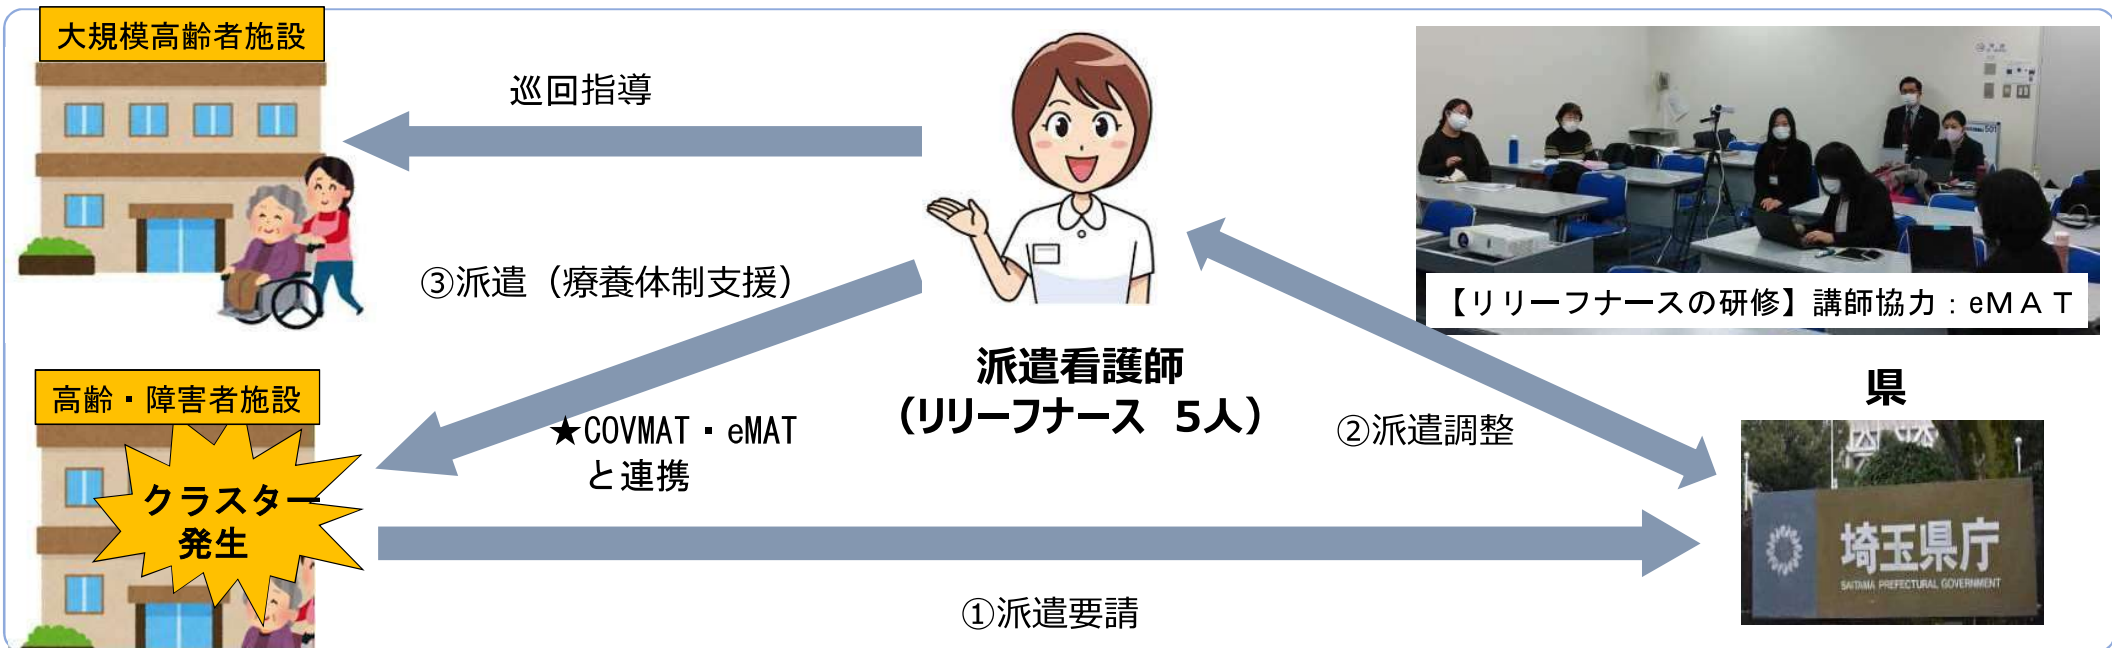 大規模高齢者施設
巡回指導
③派遣（療養体制支援）
【リリーフナースの研修】講師協力：eMAT
派遣看護師
（リリーフナース　5人）
県
高齢・障害者施設
クラスター
発生
★COVMAT・eMAT
と連携
②派遣調整
埼玉県庁
SAITAMA PREFECTURAL GOVERNMENT
①派遣要請
501